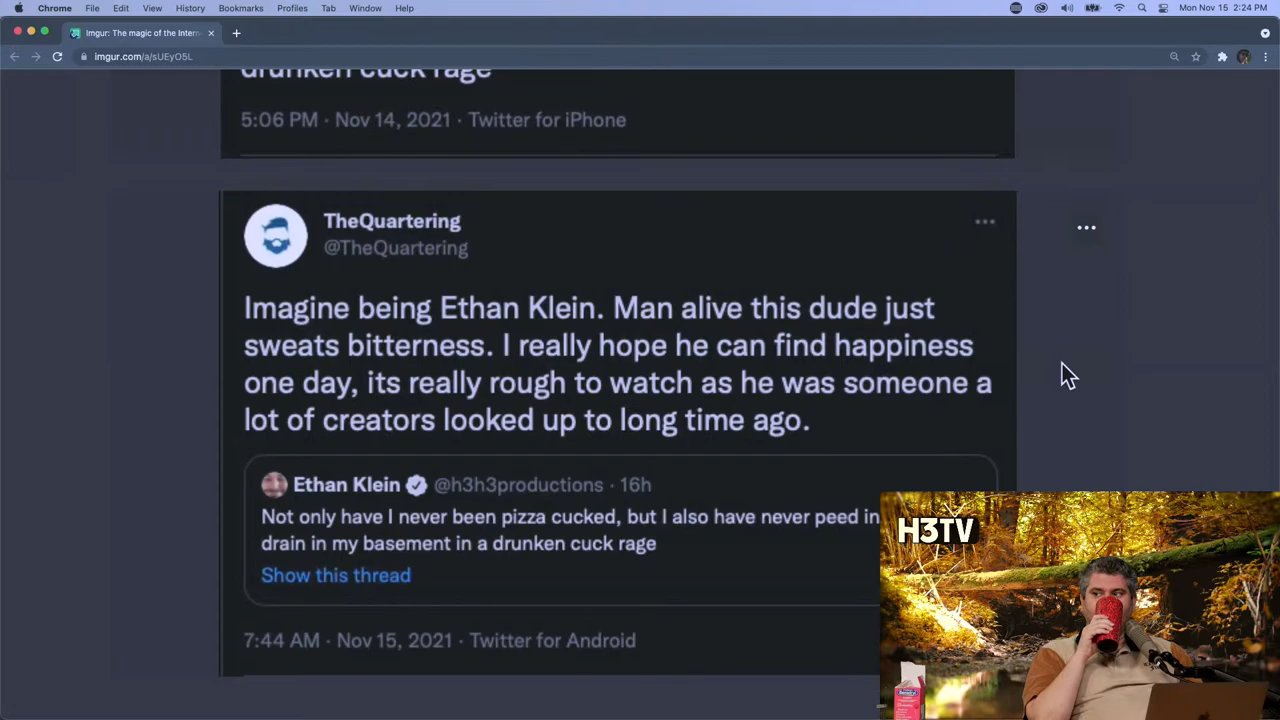 Chrome File Edit View History Bookmarks Profiles Tab Window Help Mon Nov 15 2:24 PM
Imgur: The magic of the Intern
imgur.com/a/sUEyO5L
drunken cuck rage
5:06 PM · Nov 14, 2021 · Twitter for iPhone
TheQuartering
@TheQuartering
Imagine being Ethan Klein. Man alive this dude just
sweats bitterness. I really hope he can find happiness
one day, its really rough to watch as he was someone a
lot of creators looked up to long time ago.
Ethan Klein @h3h3productions · 16h
Not only have I never been pizza cucked, but I also have never peed in
drain in my basement in a drunken cuck rage
Show this thread
7:44 AM · Nov 15, 2021 · Twitter for Android
H3TV
Benadryl